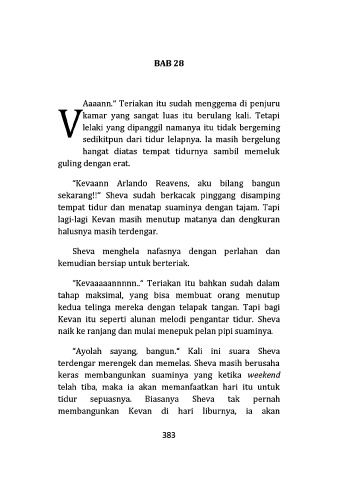 BAB 28
VAaaann." Teriakan itu sudah menggema di penjuru
kamar yang sangat luas itu berulang kali. Tetapi
lelaki yang dipanggil namanya itu tidak bergeming
sedikitpun dari tidur lelapnya. Ia masih bergelung
hangat diatas tempat tidurnya sambil memeluk
guling dengan erat.
"Kevaann Arlando Reavens, aku bilang bangun
sekarang!!" Sheva sudah berkacak pinggang disamping
tempat tidur dan menatap suaminya dengan tajam. Tapi
lagi-lagi Kevan masih menutup matanya dan dengkuran
halusnya masih terdengar.
Sheva menghela nafasnya dengan perlahan dan
kemudian bersiap untuk berteriak.
"Kevaaaaannnnn.." Teriakan itu bahkan sudah dalam
tahap maksimal, yang bisa membuat orang menutup
kedua telinga mereka dengan telapak tangan. Tapi bagi
Kevan itu seperti alunan melodi pengantar tidur. Sheva
naik ke ranjang dan mulai menepuk pelan pipi suaminya.
"Ayolah sayang, bangun." Kali ini suara Sheva
terdengar merengek dan memelas. Sheva masih berusaha
keras membangunkan suaminya yang ketika weekend
telah tiba, maka ia akan memanfaatkan hari itu untuk
tidur sepuasnya. Biasanya Sheva tak pernah
membangunkan Kevan di hari liburnya, ia akan
383